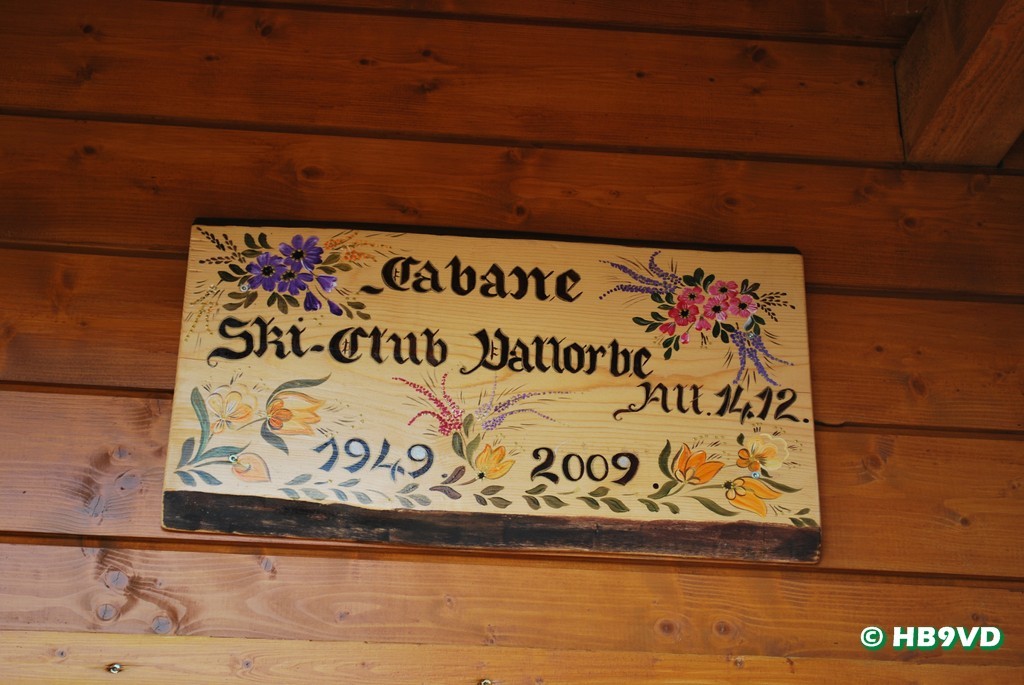 Cabane
Ski-Club Vallorbe
Alt. 1412.
1949. 2009.
© HB9VD